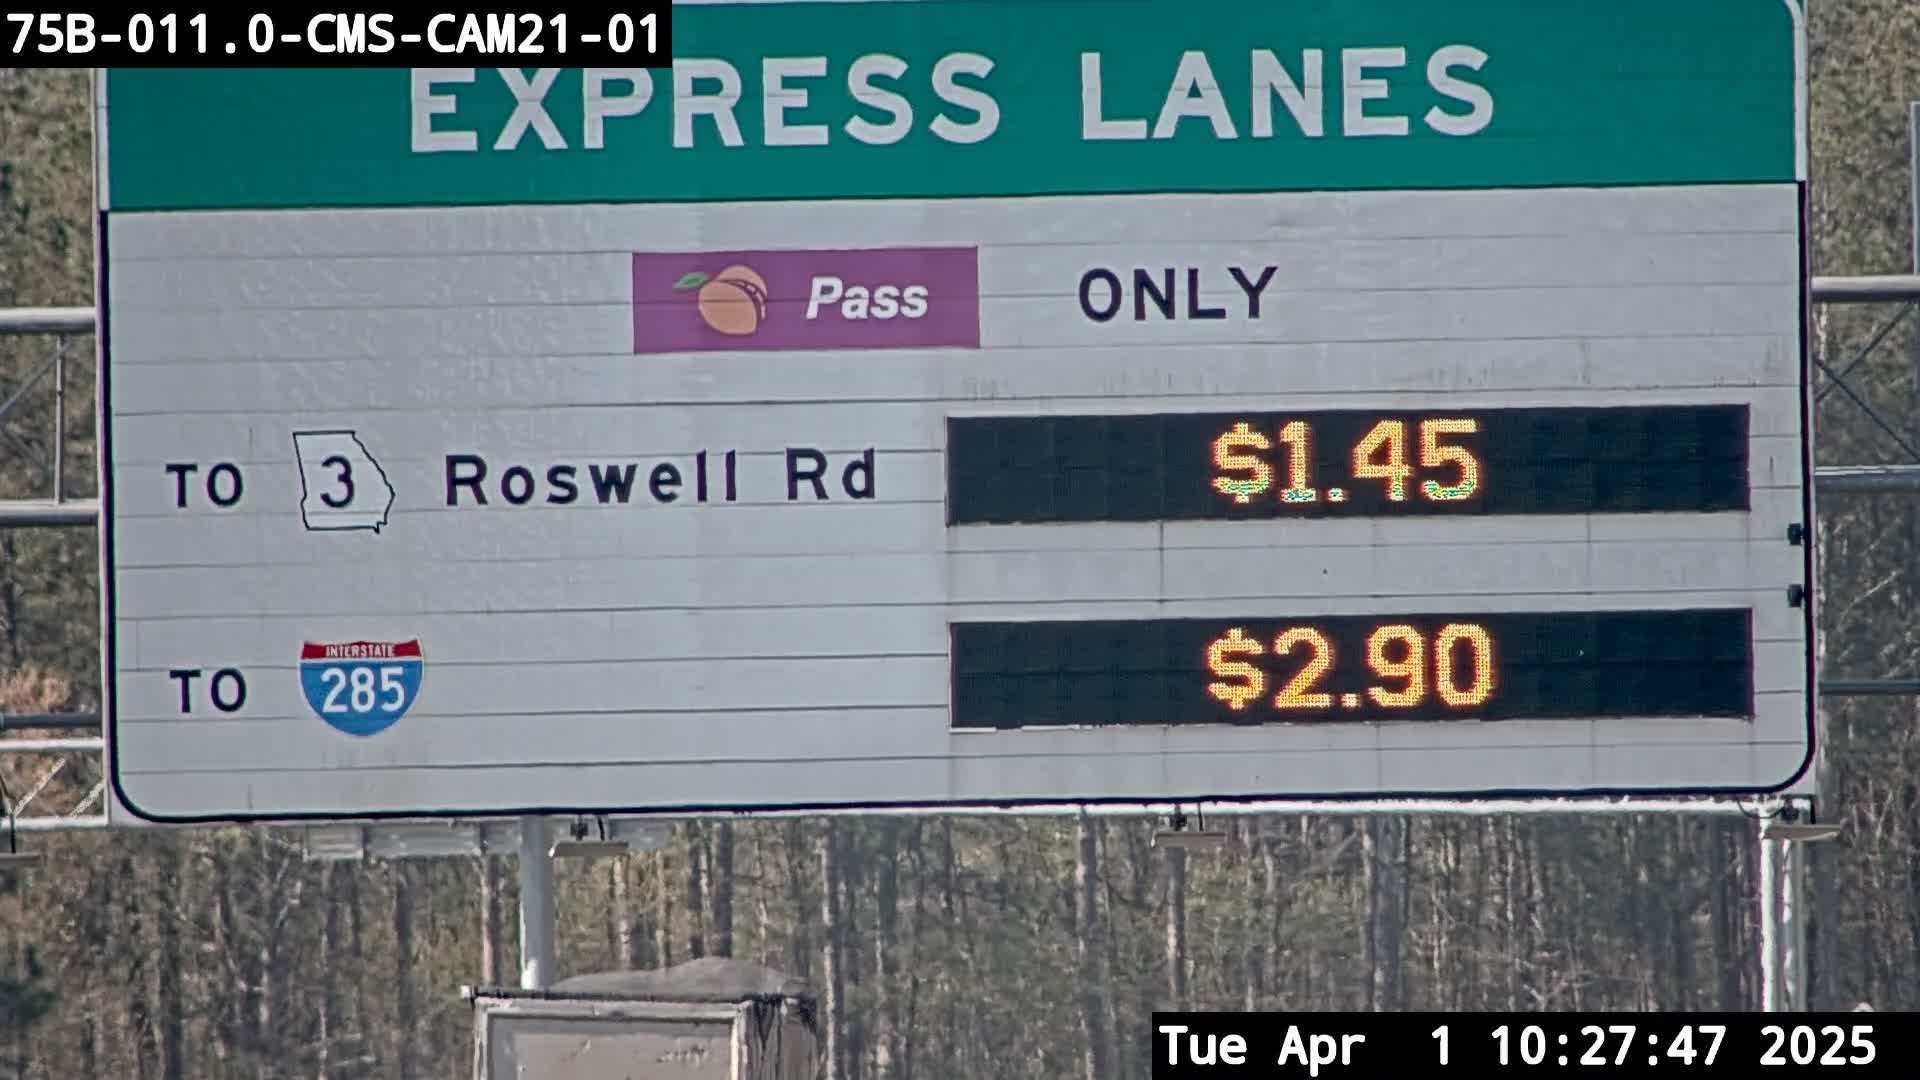 75B-011.0-CMS-CAM21-01
EXPRESS LANES
Pass ONLY
TO 3 Roswell Rd $1.45
INTERSTATE
TO 285 $2.90
Tue Apr 1 10:27:47 2025